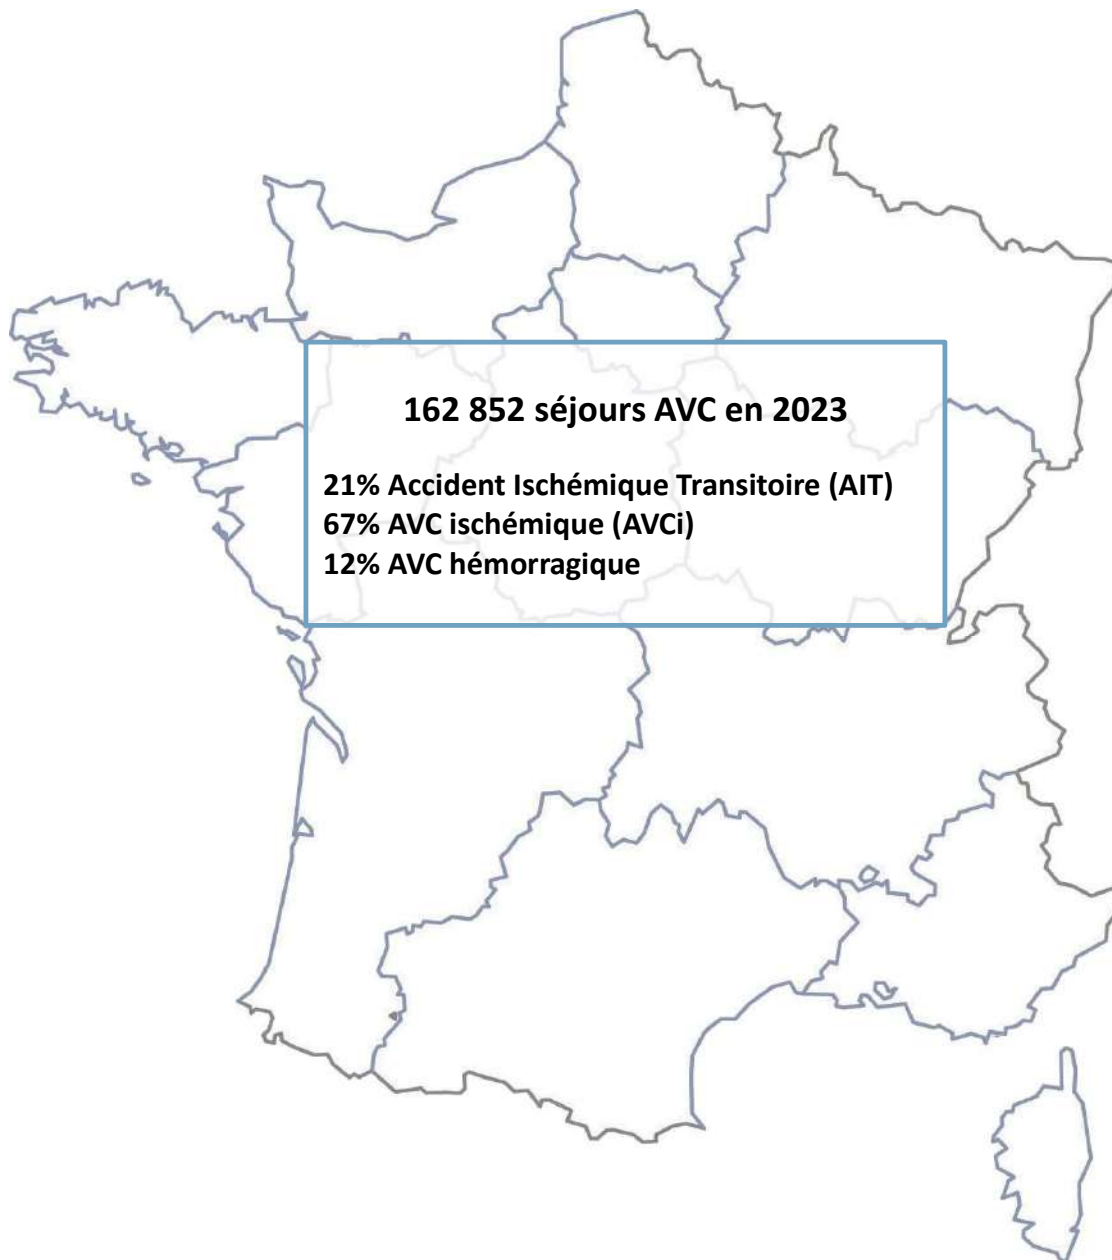 162 852 séjours AVC en 2023
21% Accident Ischémique Transitoire (AIT)
67% AVC ischémique (AVCi)
12% AVC hémorragique